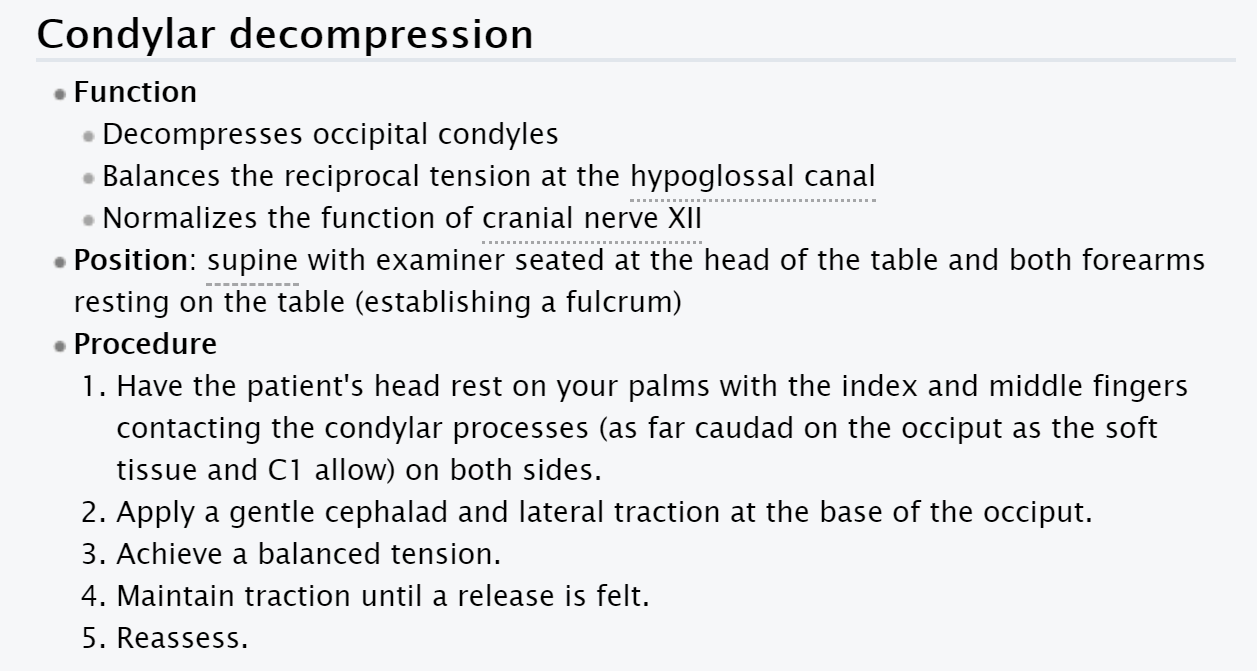 Condylar decompression
Function
Decompresses occipital condyles
Balances the reciprocal tension at the hypoglossal canal
Normalizes the function of cranial nerve XII
Position: supine with examiner seated at the head of the table and both forearms
resting on the table (establishing a fulcrum)
Procedure
1. Have the patient's head rest on your palms with the index and middle fingers
contacting the condylar processes (as far caudad on the occiput as the soft
tissue and C1 allow) on both sides.
2. Apply a gentle cephalad and lateral traction at the base of the occiput.
3. Achieve a balanced tension.
4. Maintain traction until a release is felt.
5. Reassess.